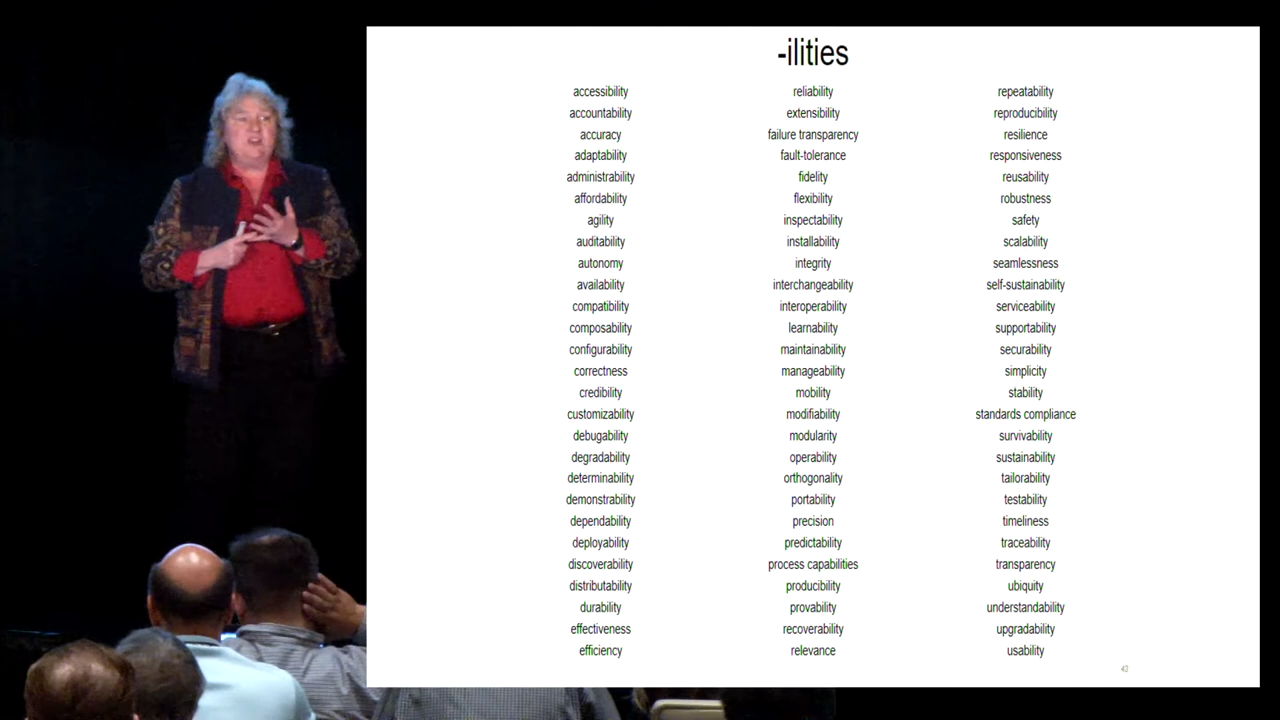 -ilities
accessibility
accountability
accuracy
adaptability
administrability
affordability
agility
auditability
autonomy
availability
compatibility
composability
configurability
correctness
credibility
customizability
debugability
degradability
determinability
demonstrability
dependability
deployability
discoverability
distributability
durability
effectiveness
efficiency
reliability
extensibility
failure transparency
fault-tolerance
fidelity
flexibility
inspectability
installability
integrity
interchangeability
interoperability
learnability
maintainability
manageability
mobility
modifiability
modularity
operability
orthogonality
portability
precision
predictability
process capabilities
producibility
provability
recoverability
relevance
repeatability
reproducibility
resilience
responsiveness
reusability
robustness
safety
scalability
seamlessness
self-sustainability
serviceability
supportability
securability
simplicity
stability
standards compliance
survivability
sustainability
tailorability
testability
timeliness
traceability
transparency
ubiquity
understandability
upgradability
usability